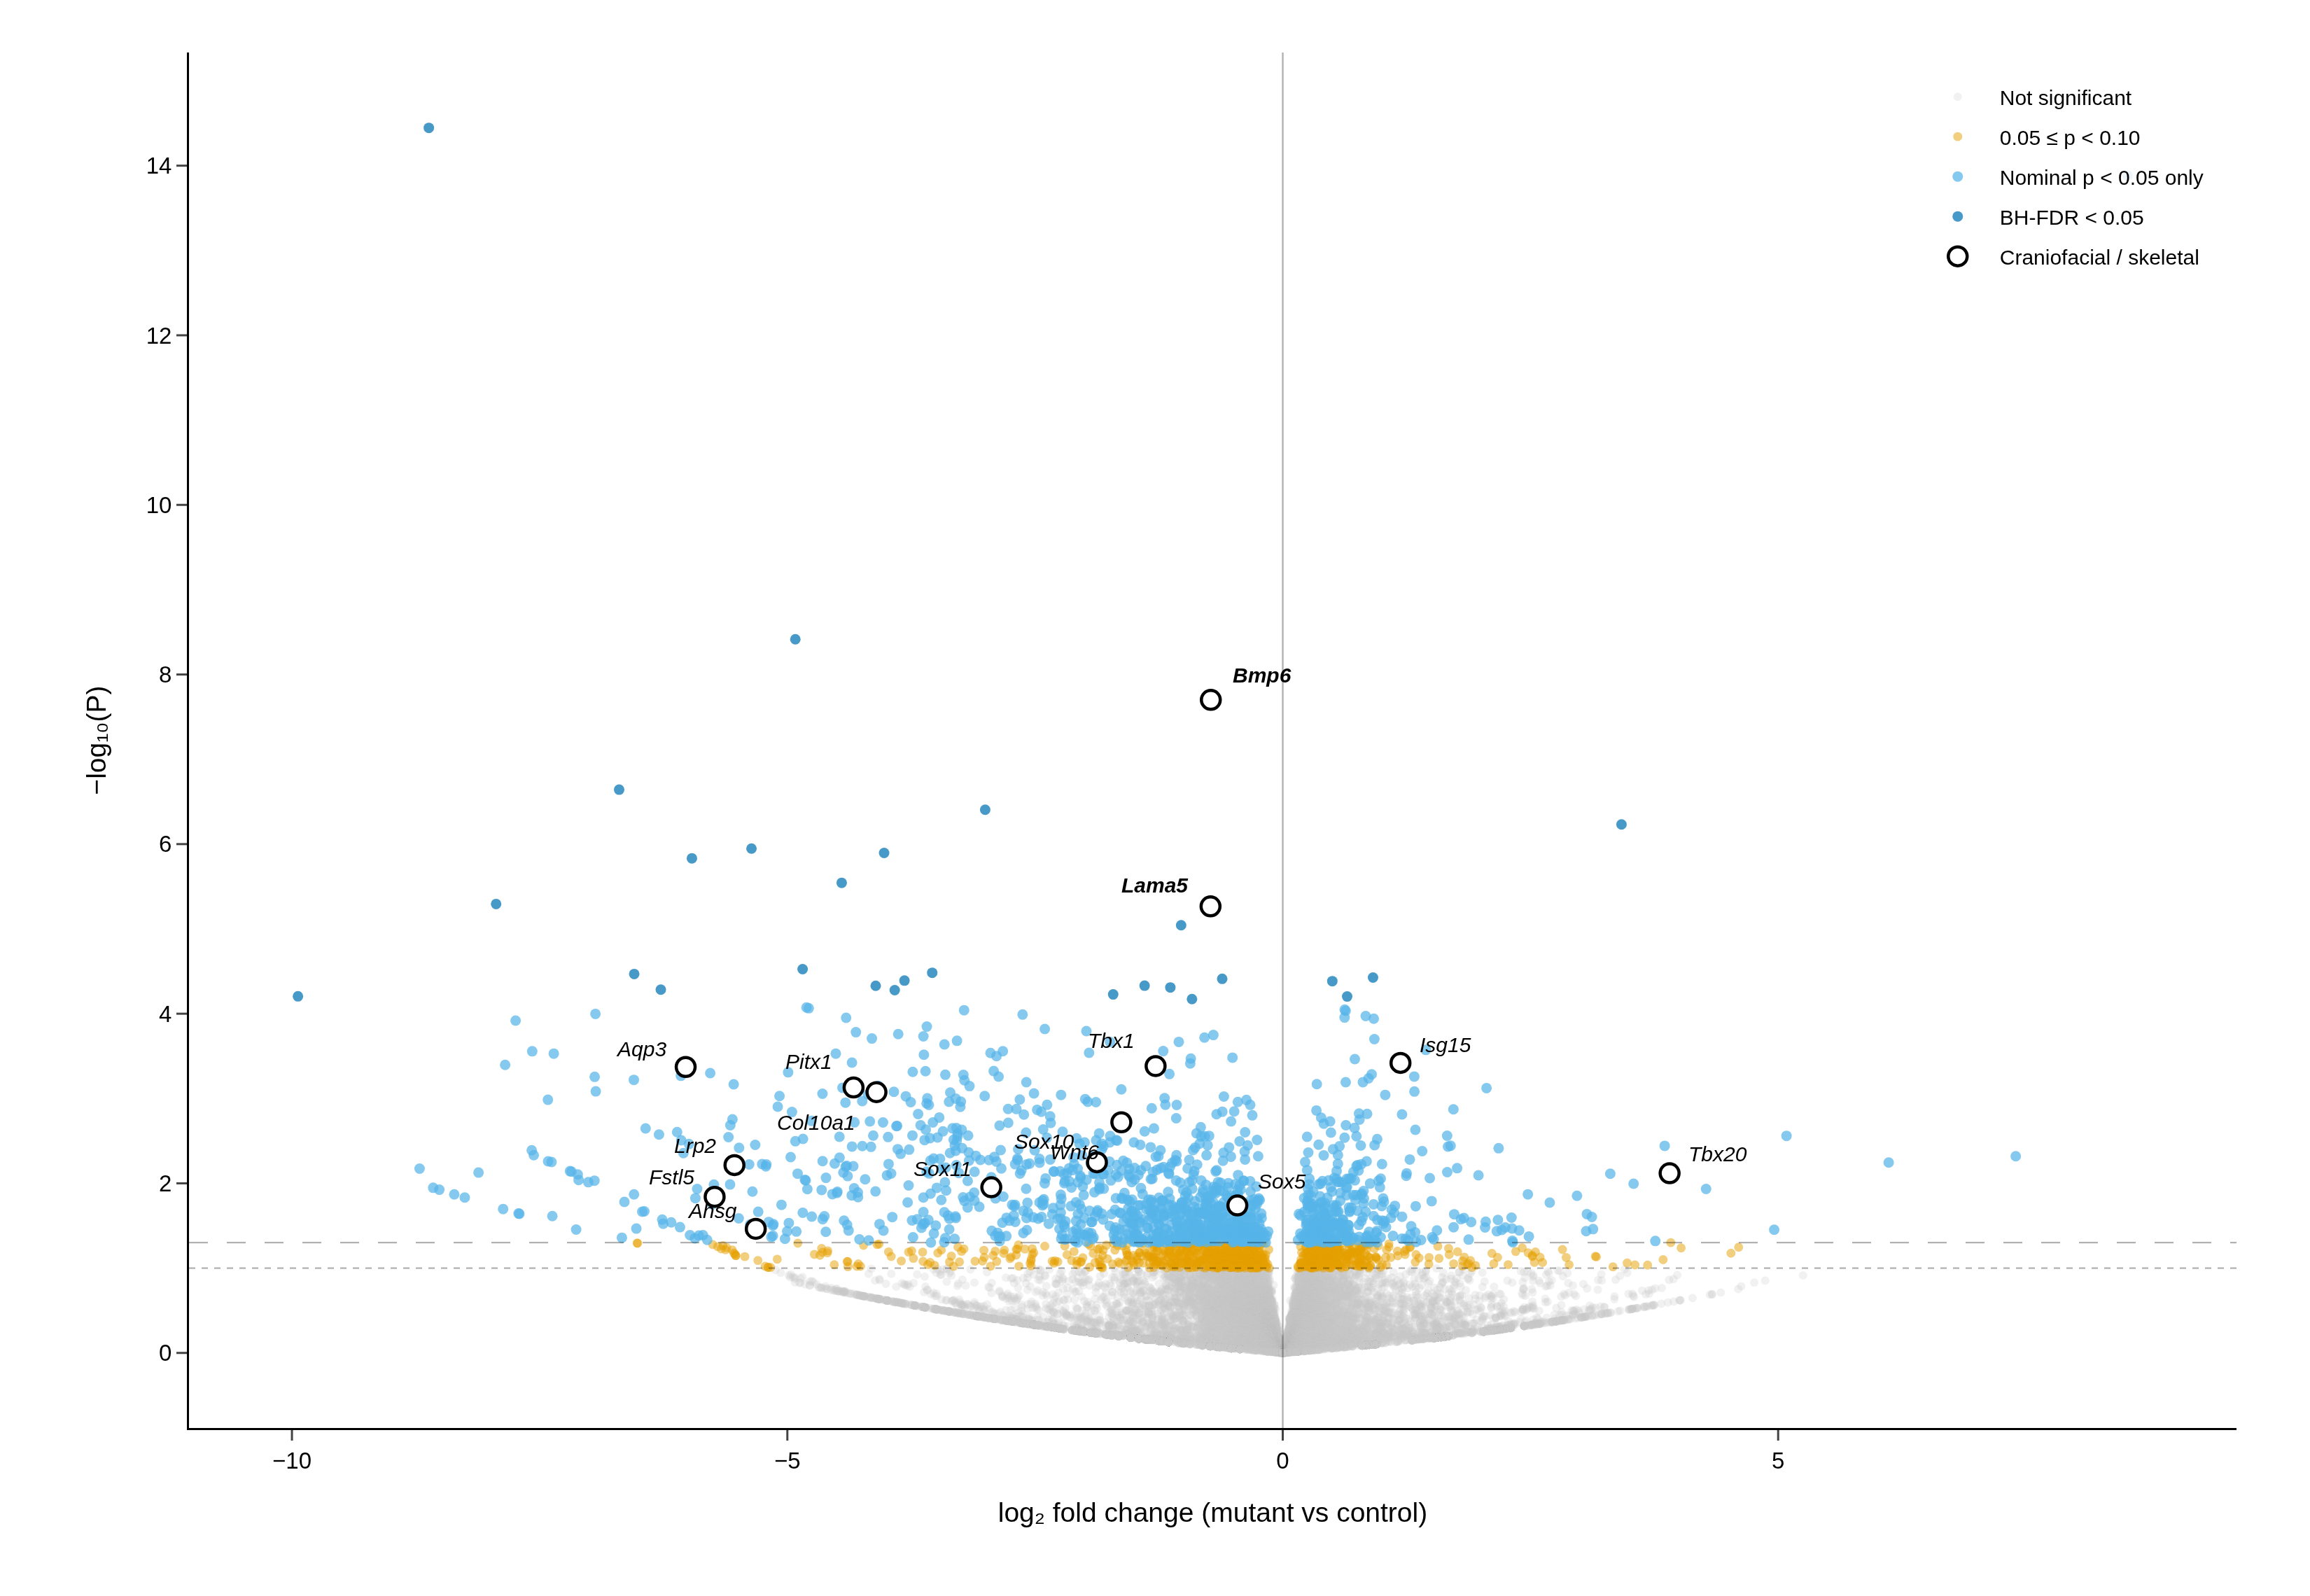 Not significant
0.05 ≤ p < 0.10
Nominal p < 0.05 only
BH-FDR < 0.05
Craniofacial / skeletal
14
12
10
8
6
4
2
0
−log₁₀(P)
Bmp6
Lama5
Tbx1
Isg15
Aqp3
Pitx1
Col10a1
Sox10
Wnt6
Lrp2
Tbx20
Sox11
Fstl5
Sox5
Ahsg
−10
−5
0
5
log₂ fold change (mutant vs control)